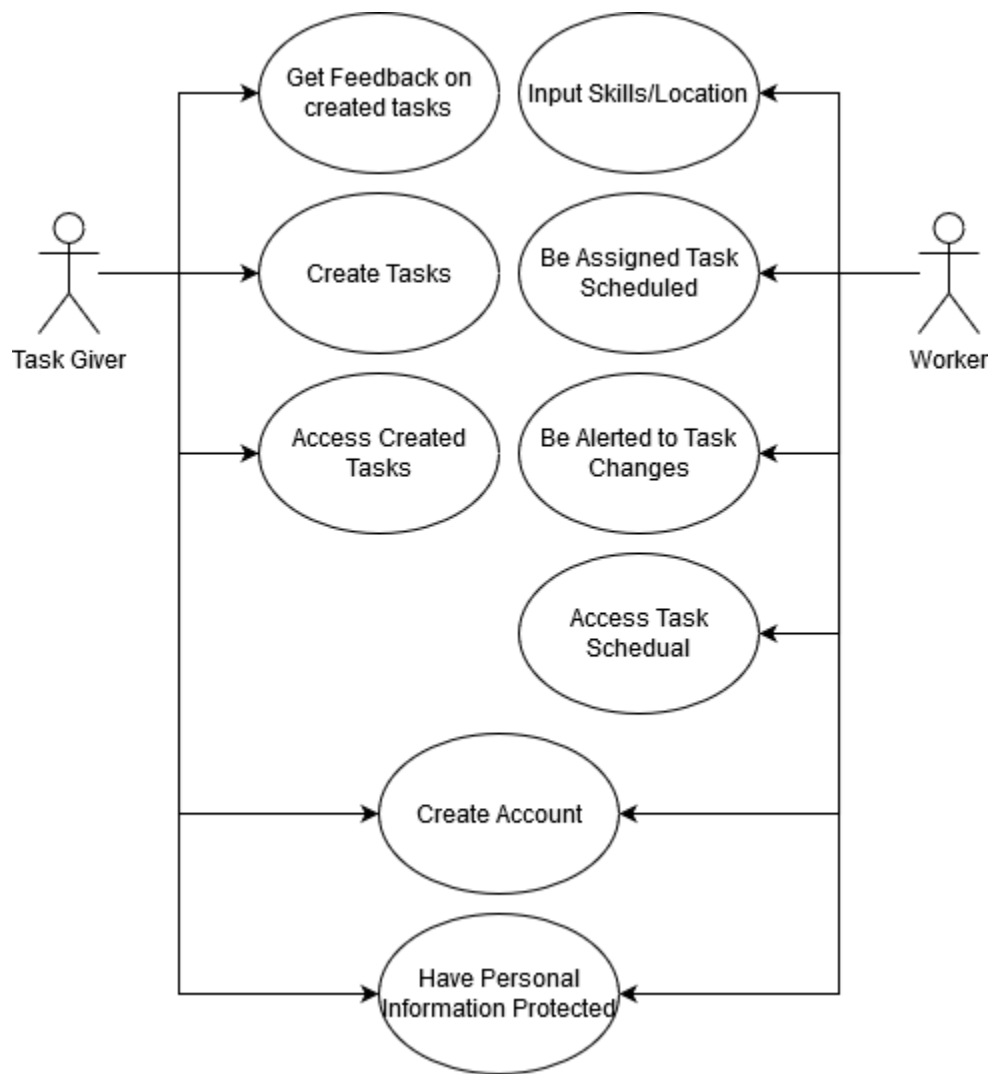 Get Feedback on
created tasks
Input Skills/Location
Create Tasks
Be Assigned Task
Scheduled
Task Giver
Worker
Access Created
Tasks
Be Alerted to Task
Changes
Access Task
Schedual
Create Account
Have Personal
Information Protected